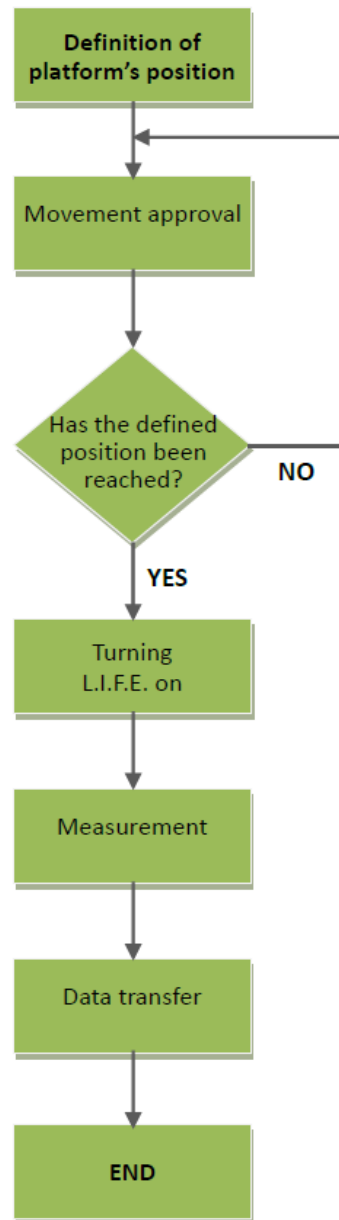 Definition of
platform's position
Movement approval
Has the defined
position been
reached?
NO
YES
Turning
L.I.F.E. on
Measurement
Data transfer
END